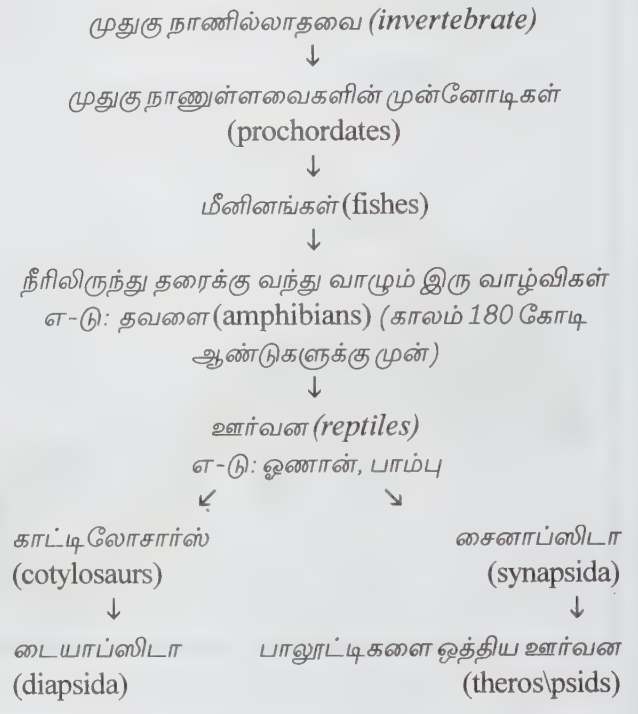 முதுகு நாணில்லாதவை (invertebrate)
↓
முதுகு நாணுள்ளவைகளின் முன்னோடிகள்
(prochordates)
↓
மீனினங்கள் (fishes)
↓
நீரிலிருந்து தரைக்கு வந்து வாழும் இரு வாழ்விகள்
எ-டு: தவளை (amphibians) (காலம் 180 கோடி
ஆண்டுகளுக்கு முன்)
↓
ஊர்வன (reptiles)
எ-டு: ஓணான், பாம்பு
↙ ↘
காட்டிலோசார்ஸ் சைனாப்ஸிடா
(cotylosaurs) (synapsida)
↓ ↓
டையாப்ஸிடா பாலூட்டிகளை ஒத்திய ஊர்வன
(diapsida) (theros\psids)